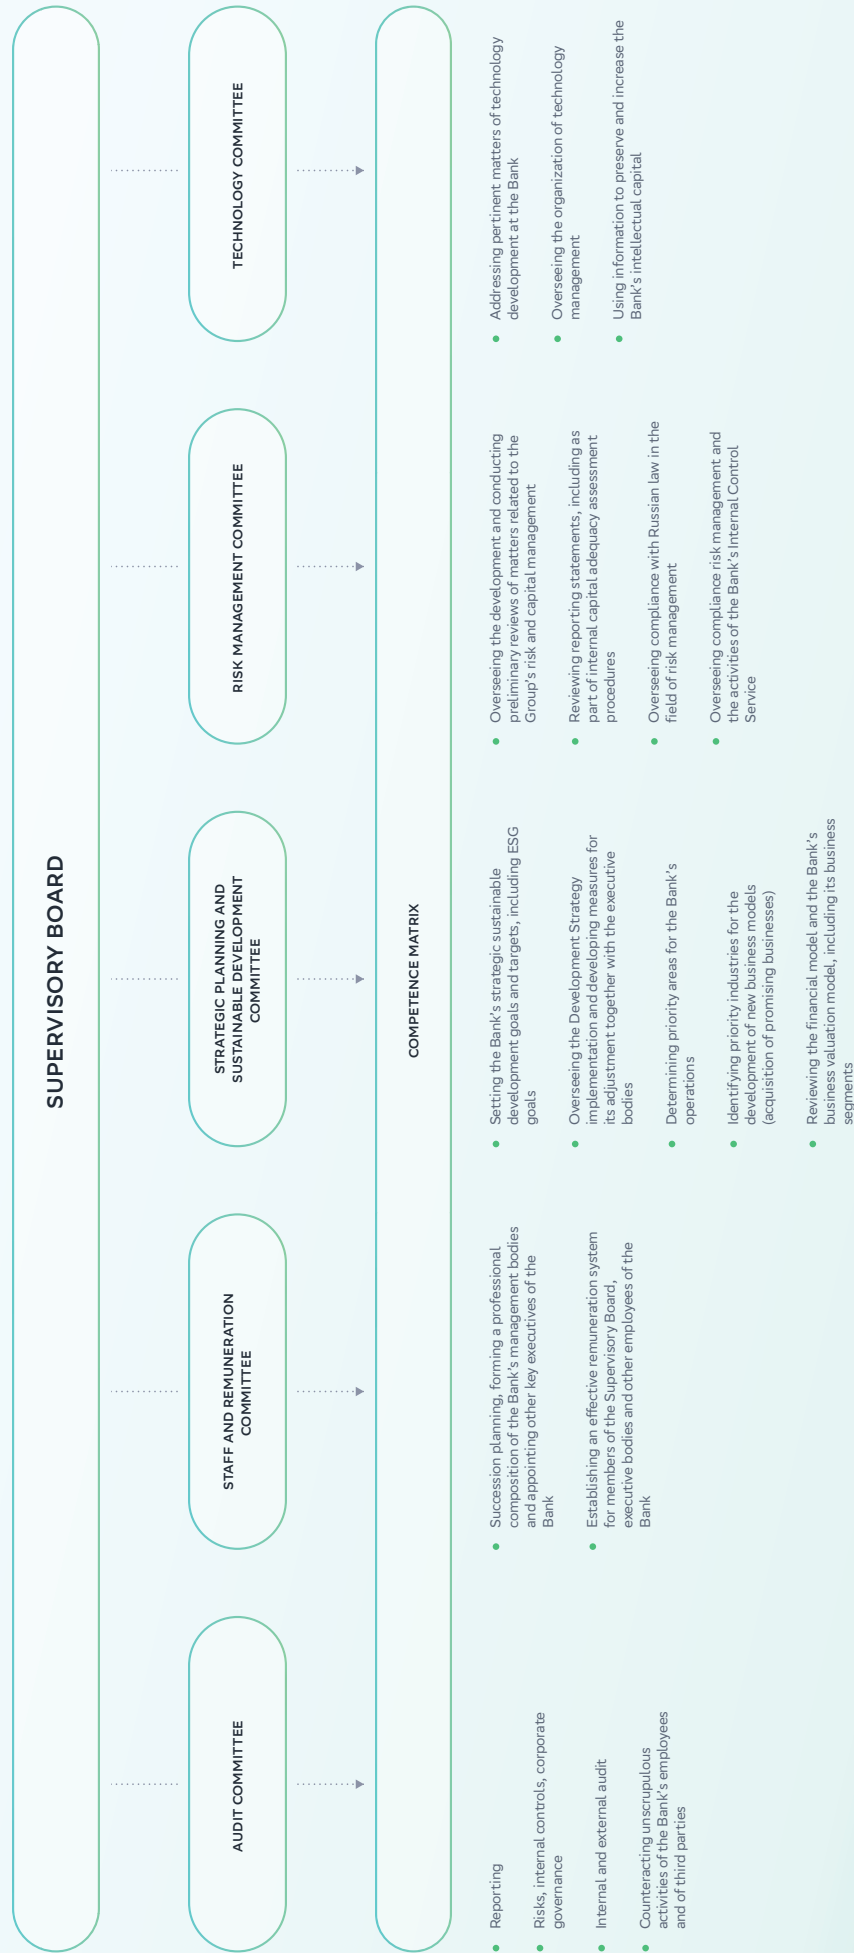 SUPERVISORY BOARD
AUDIT COMMITTEE
STAFF AND REMUNERATION
COMMITTEE
STRATEGIC PLANNING AND
SUSTAINABLE DEVELOPMENT
COMMITTEE
RISK MANAGEMENT COMMITTEE
TECHNOLOGY COMMITTEE
COMPETENCE MATRIX
Reporting
Risks, internal controls, corporate
governance
Internal and external audit
Counteracting unscrupulous
activities of the Bank's employees
and of third parties
Succession planning, forming a professional
composition of the Bank's management bodies
and appointing other key executives of the
Bank
Establishing an effective remuneration system
for members of the Supervisory Board,
executive bodies and other employees of the
Bank
Setting the Bank's strategic sustainable
development goals and targets, including ESG
goals
Overseeing the Development Strategy
implementation and developing measures for
its adjustment together with the executive
bodies
Determining priority areas for the Bank's
operations
Identifying priority industries for the
development of new business models
(acquisition of promising businesses)
Reviewing the financial model and the Bank's
business valuation model, including its business
segments
Overseeing the development and conducting
preliminary reviews of matters related to the
Group's risk and capital management
Reviewing reporting statements, including as
part of internal capital adequacy assessment
procedures
Overseeing compliance with Russian law in the
field of risk management
Overseeing compliance risk management and
the activities of the Bank's Internal Control
Service
Addressing pertinent matters of technology
development at the Bank
Overseeing the organization of technology
management
Using information to preserve and increase the
Bank's intellectual capital